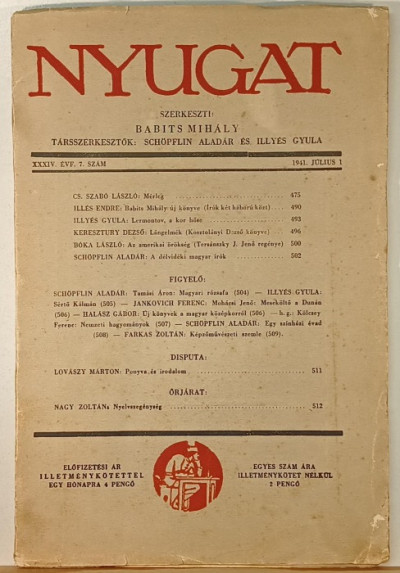 NYUGAT
SZERKESZTI:
BABITS MIHÁLY
TÁRSSZERKESZTŐK: SCHÖPFLIN ALADÁR ÉS ILLYÉS GYULA
XXXIV. ÉVF. 7. SZÁM 1941. JÚLIUS 1
CS. SZABÓ LÁSZLÓ: Mérleg 475
ILLÉS ENDRE: Babits Mihály új könyve (Írók két háború közt) 490
ILLYÉS GYULA: Lermontov, a kor hőse 493
KERESZTURY DEZSŐ: Lángelmék (Kosztolányi Dezső könyve) 496
BÓKA LÁSZLÓ: Az amerikai örökség (Tersánszky J. Jenő regénye) 500
SCHÖPFLIN ALADÁR: A délvidéki magyar írók 502
FIGYELŐ:
SCHÖPFLIN ALADÁR: Tamási Áron: Magyari rózsafa (504) — ILLYÉS GYULA:
Sértő Kálmán (505) — JANKOVICH FERENC: Mohácsi Jenő: Mesekiáltó a Dunán
(506) — HALÁSZ GÁBOR: Új könyvek a magyar középkorról (506) — h. g.: Kölcsey
Ferenc: Nemzeti hagyományok (507) — SCHÖPFLIN ALADÁR: Egy színházi évad
(508) — FARKAS ZOLTÁN: Képzőművészeti szemle (509).
DISPUTA:
LOVÁSZY MÁRTON: Ponyva és irodalom 511
ŐRJÁRAT:
NAGY ZOLTÁN: Nyelvszegénység 512
ELŐFIZETÉSI ÁR
ILLETMÉNYKÖTETTEL
EGY HÓNAPRA 4 PENGŐ
EGYES SZÁM ÁRA
ILLETMÉNYKÖTET NÉLKÜL
2 PENGŐ